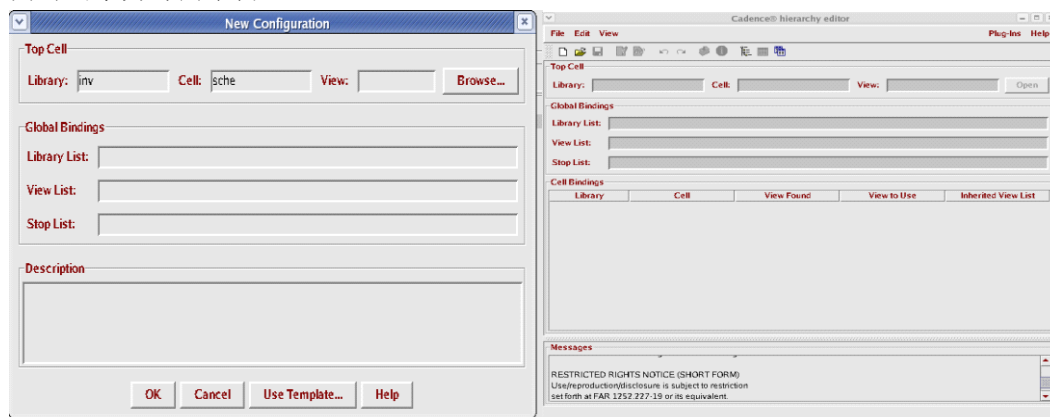 New Configuration
Top Cell
Library: inv Cell: sche View: Browse...
Global Bindings
Library List:
View List:
Stop List:
Description
OK Cancel Use Template... Help
Cadence® hierarchy editor
File Edit View Plug-Ins Help
Top Cell
Library: Cell: View: Open
Global Bindings
Library List:
View List:
Stop List:
Cell Bindings
Library Cell View Found View to Use Inherited View List
Messages
RESTRICTED RIGHTS NOTICE (SHORT FORM)
Use/reproduction/disclosure is subject to restriction
set forth at FAR 1252.227-19 or its equivalent.